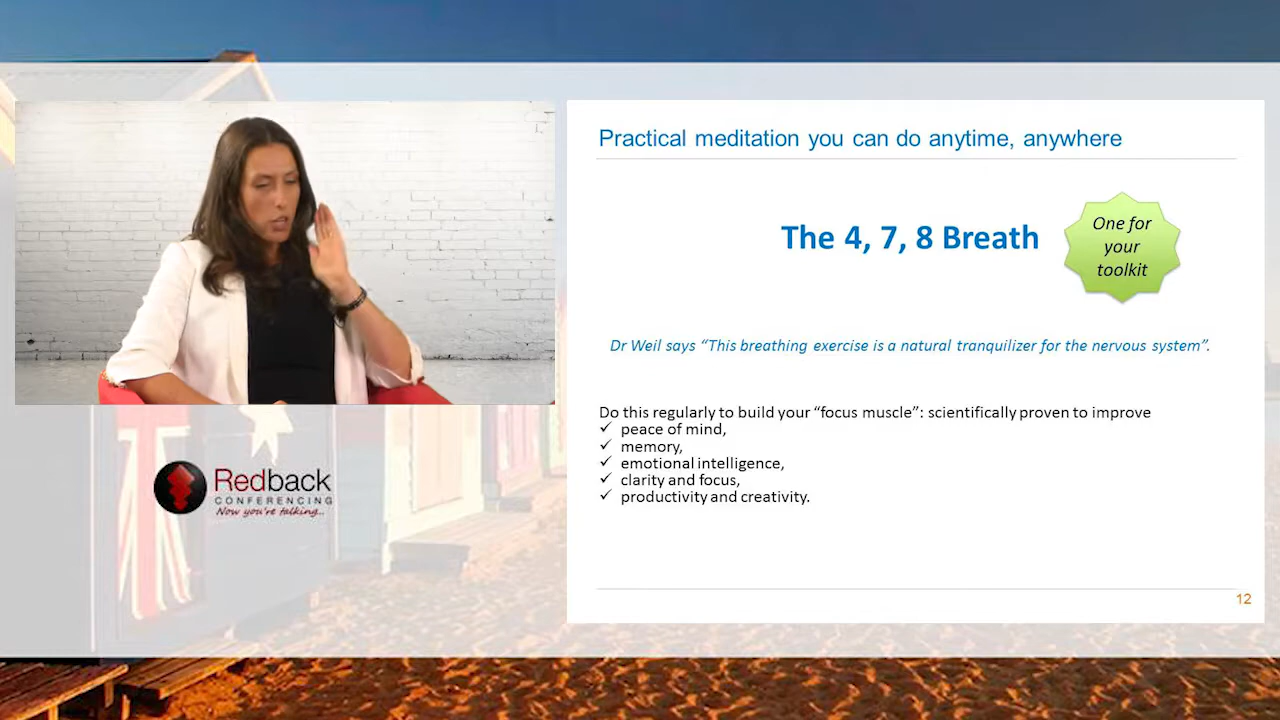 Practical meditation you can do anytime, anywhere
The 4, 7, 8 Breath
One for
your
toolkit
Dr Weil says “This breathing exercise is a natural tranquilizer for the nervous system”.
Do this regularly to build your “focus muscle”: scientifically proven to improve
peace of mind,
memory,
emotional intelligence,
clarity and focus,
productivity and creativity.
Redback
CONFERENCING
Now you're talking..
12